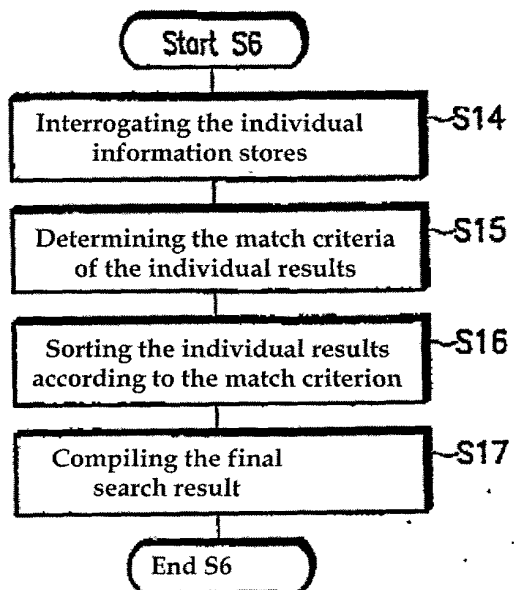 Start S6
Interrogating the individual
information stores
S14
Determining the match criteria
of the individual results
S15
Sorting the individual results
according to the match criterion
S16
Compiling the final
search result
S17
End S6